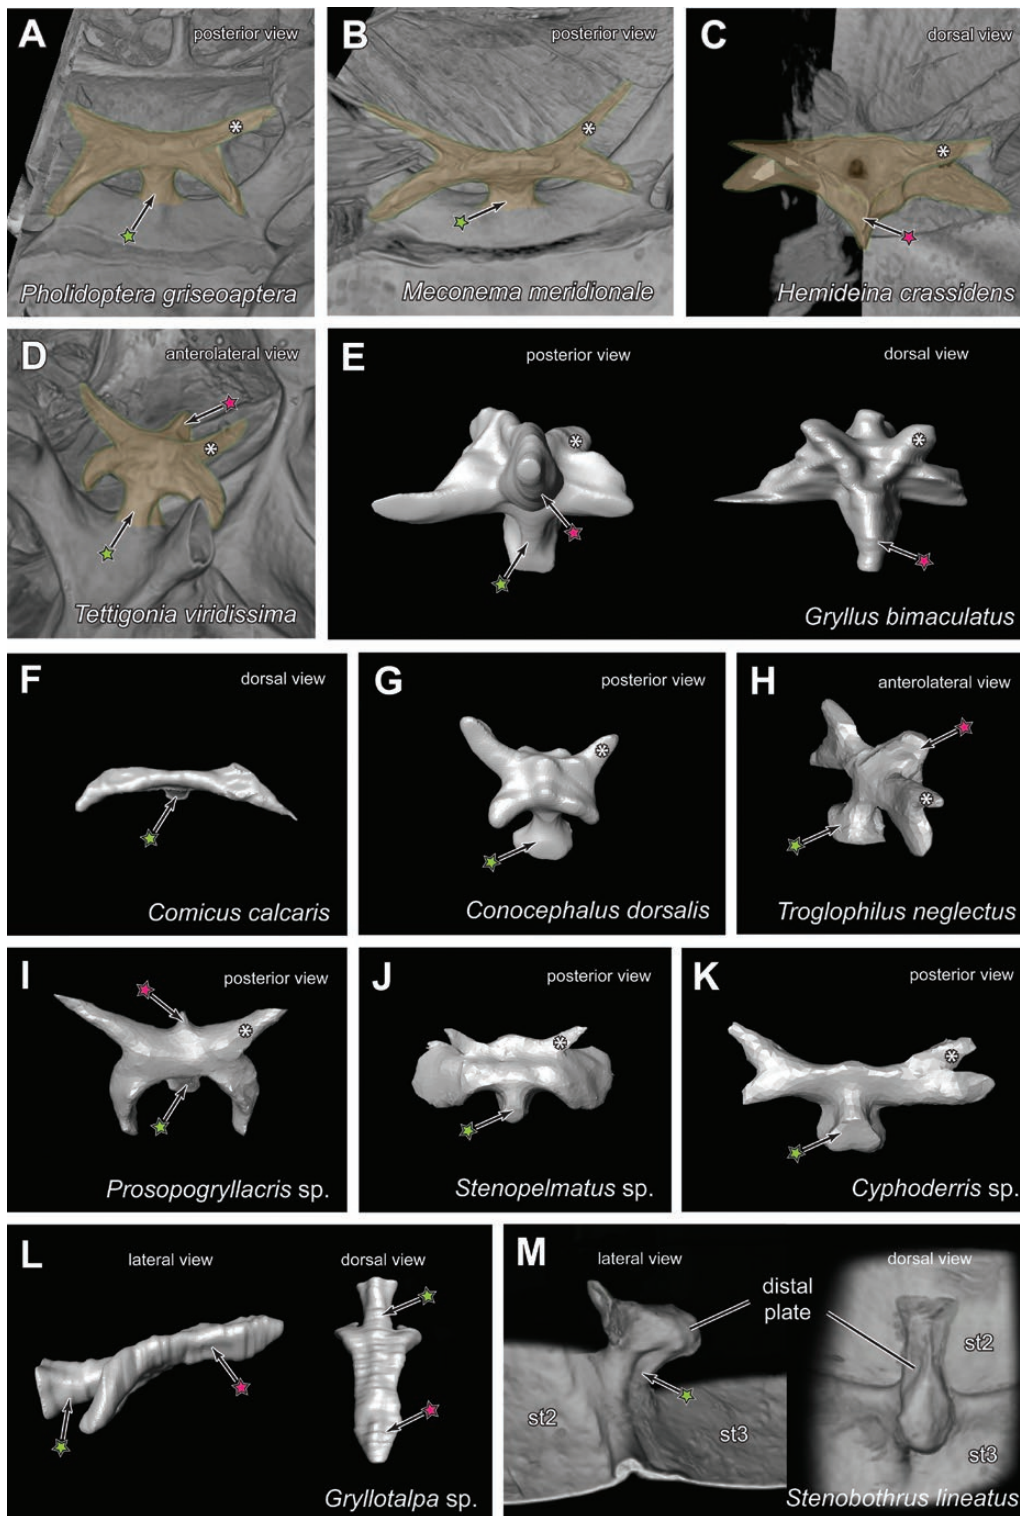 A
posterior view
Pholidoptera griseoaptera
B
posterior view
Meconema meridionale
C
dorsal view
Hemideina crassidens
D
anterolateral view
Tettigonia viridissima
E
posterior view
dorsal view
Gryllus bimaculatus
F
dorsal view
Comicus calcaris
G
posterior view
Conocephalus dorsalis
H
anterolateral view
Troglophilus neglectus
I
posterior view
Prosopogryllacris sp.
J
posterior view
Stenopelmatus sp.
K
posterior view
Cyphoderris sp.
L
lateral view
dorsal view
Gryllotalpa sp.
M
lateral view
dorsal view
distal
plate
st2
st3
st2
st3
Stenobothrus lineatus